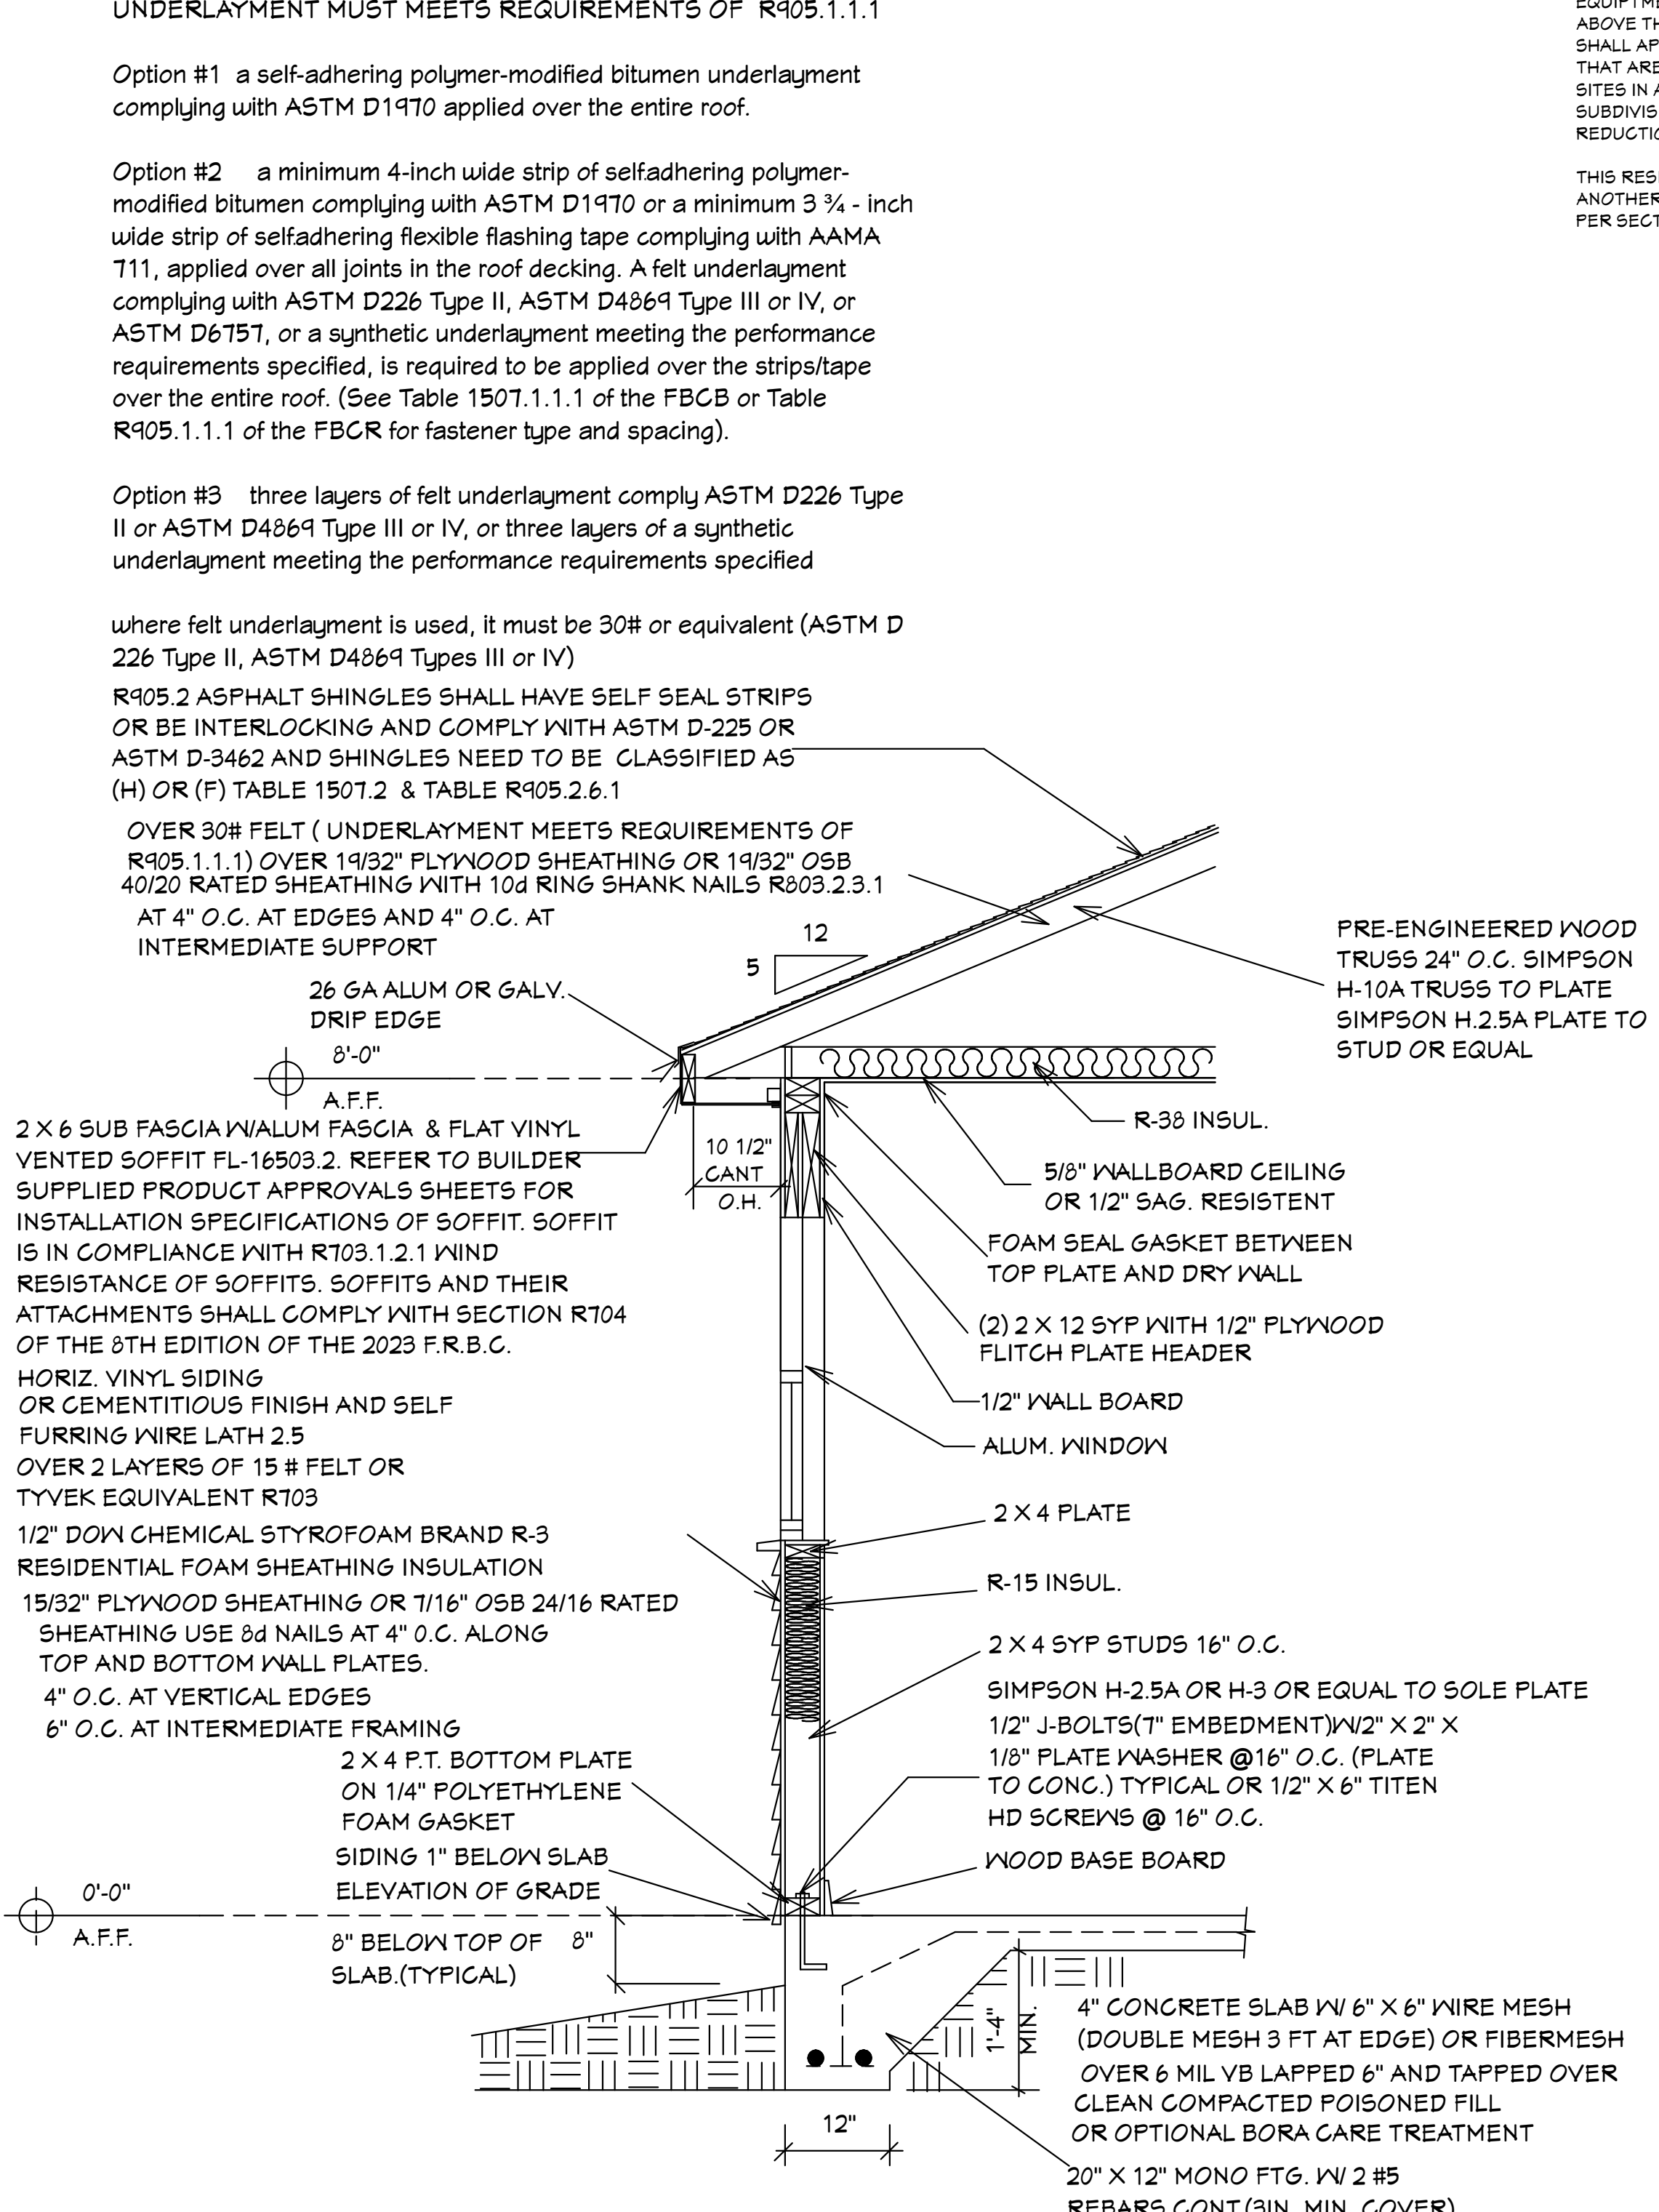 UNDERLAYMENT MUST MEETS REQUIREMENTS OF R905.1.1.1
Option #1 a self-adhering polymer-modified bitumen underlayment
complying with ASTM D1970 applied over the entire roof.
Option #2 a minimum 4-inch wide strip of self.adhering polymer-
modified bitumen complying with ASTM D1970 or a minimum 3 ¾ - inch
wide strip of self.adhering flexible flashing tape complying with AAMA
711, applied over all joints in the roof decking. A felt underlayment
complying with ASTM D226 Type II, ASTM D4869 Type III or IV, or
ASTM D6757, or a synthetic underlayment meeting the performance
requirements specified, is required to be applied over the strips/tape
over the entire roof. (See Table 1507.1.1.1 of the FBCB or Table
R905.1.1.1 of the FBCR for fastener type and spacing).
Option #3 three layers of felt underlayment comply ASTM D226 Type
II or ASTM D4869 Type III or IV, or three layers of a synthetic
underlayment meeting the performance requirements specified
where felt underlayment is used, it must be 30# or equivalent (ASTM D
226 Type II, ASTM D4869 Types III or IV)
R905.2 ASPHALT SHINGLES SHALL HAVE SELF SEAL STRIPS
OR BE INTERLOCKING AND COMPLY WITH ASTM D-225 OR
ASTM D-3462 AND SHINGLES NEED TO BE CLASSIFIED AS
(H) OR (F) TABLE 1507.2 & TABLE R905.2.6.1
OVER 30# FELT ( UNDERLAYMENT MEETS REQUIREMENTS OF
R905.1.1.1) OVER 19/32" PLYWOOD SHEATHING OR 19/32" OSB
40/20 RATED SHEATHING WITH 10d RING SHANK NAILS R803.2.3.1
AT 4" O.C. AT EDGES AND 4" O.C. AT
INTERMEDIATE SUPPORT
12
5
26 GA ALUM OR GALV.
DRIP EDGE
8'-0"
A.F.F.
2 X 6 SUB FASCIA W/ALUM FASCIA & FLAT VINYL
VENTED SOFFIT FL-16503.2. REFER TO BUILDER
SUPPLIED PRODUCT APPROVALS SHEETS FOR
INSTALLATION SPECIFICATIONS OF SOFFIT. SOFFIT
IS IN COMPLIANCE WITH R703.1.2.1 WIND
RESISTANCE OF SOFFITS. SOFFITS AND THEIR
ATTACHMENTS SHALL COMPLY WITH SECTION R704
OF THE 8TH EDITION OF THE 2023 F.R.B.C.
HORIZ. VINYL SIDING
OR CEMENTITIOUS FINISH AND SELF
FURRING WIRE LATH 2.5
OVER 2 LAYERS OF 15 # FELT OR
TYVEK EQUIVALENT R703
1/2" DOW CHEMICAL STYROFOAM BRAND R-3
RESIDENTIAL FOAM SHEATHING INSULATION
15/32" PLYWOOD SHEATHING OR 7/16" OSB 24/16 RATED
SHEATHING USE 8d NAILS AT 4" O.C. ALONG
TOP AND BOTTOM WALL PLATES.
4" O.C. AT VERTICAL EDGES
6" O.C. AT INTERMEDIATE FRAMING
2 X 4 P.T. BOTTOM PLATE
ON 1/4" POLYETHYLENE
FOAM GASKET
SIDING 1" BELOW SLAB
ELEVATION OF GRADE
0'-0"
A.F.F.
8" BELOW TOP OF
SLAB.(TYPICAL)
8"
10 1/2"
CANT
O.H.
PRE-ENGINEERED WOOD
TRUSS 24" O.C. SIMPSON
H-10A TRUSS TO PLATE
SIMPSON H.2.5A PLATE TO
STUD OR EQUAL
R-38 INSUL.
5/8" WALLBOARD CEILING
OR 1/2" SAG. RESISTENT
FOAM SEAL GASKET BETWEEN
TOP PLATE AND DRY WALL
(2) 2 X 12 SYP WITH 1/2" PLYWOOD
FLITCH PLATE HEADER
1/2" WALL BOARD
ALUM. WINDOW
2 X 4 PLATE
R-15 INSUL.
2 X 4 SYP STUDS 16" O.C.
SIMPSON H-2.5A OR H-3 OR EQUAL TO SOLE PLATE
1/2" J-BOLTS(7" EMBEDMENT)W/2" X 2" X
1/8" PLATE WASHER @16" O.C. (PLATE
TO CONC.) TYPICAL OR 1/2" X 6" TITEN
HD SCREWS @ 16" O.C.
WOOD BASE BOARD
1'-4"
MIN.
12"
4" CONCRETE SLAB W/ 6" X 6" WIRE MESH
(DOUBLE MESH 3 FT AT EDGE) OR FIBERMESH
OVER 6 MIL VB LAPPED 6" AND TAPPED OVER
CLEAN COMPACTED POISONED FILL
OR OPTIONAL BORA CARE TREATMENT
20" X 12" MONO FTG. W/ 2 #5
REBARS CONT.(3IN. MIN. COVER)
ABOVE
SHALL
THAT ARE
SITES IN
THIS
ANOTHER
PER